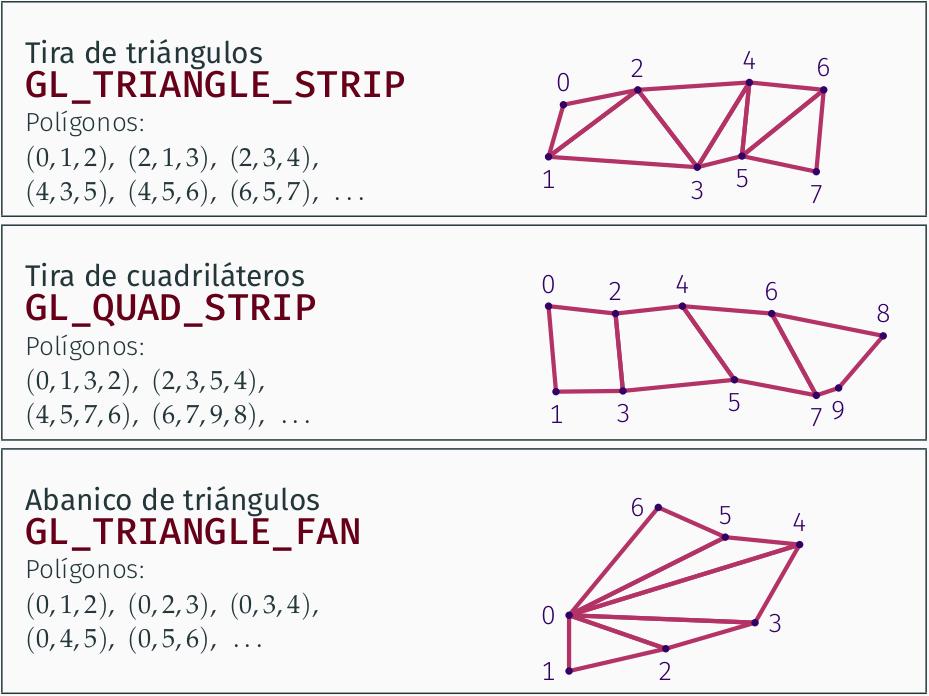 Tira de triángulos
GL_TRIANGLE_STRIP
Polígonos:
(0, 1, 2), (2, 1, 3), (2, 3, 4),
(4, 3, 5), (4, 5, 6), (6, 5, 7), ...
0
2
4
6
1
3
5
7
Tira de cuadriláteros
GL_QUAD_STRIP
Polígonos:
(0, 1, 3, 2), (2, 3, 5, 4),
(4, 5, 7, 6), (6, 7, 9, 8), ...
0
2
4
6
8
1
3
5
7
9
Abanico de triángulos
GL_TRIANGLE_FAN
Polígonos:
(0, 1, 2), (0, 2, 3), (0, 3, 4),
(0, 4, 5), (0, 5, 6), ...
6
5
4
0
3
1
2